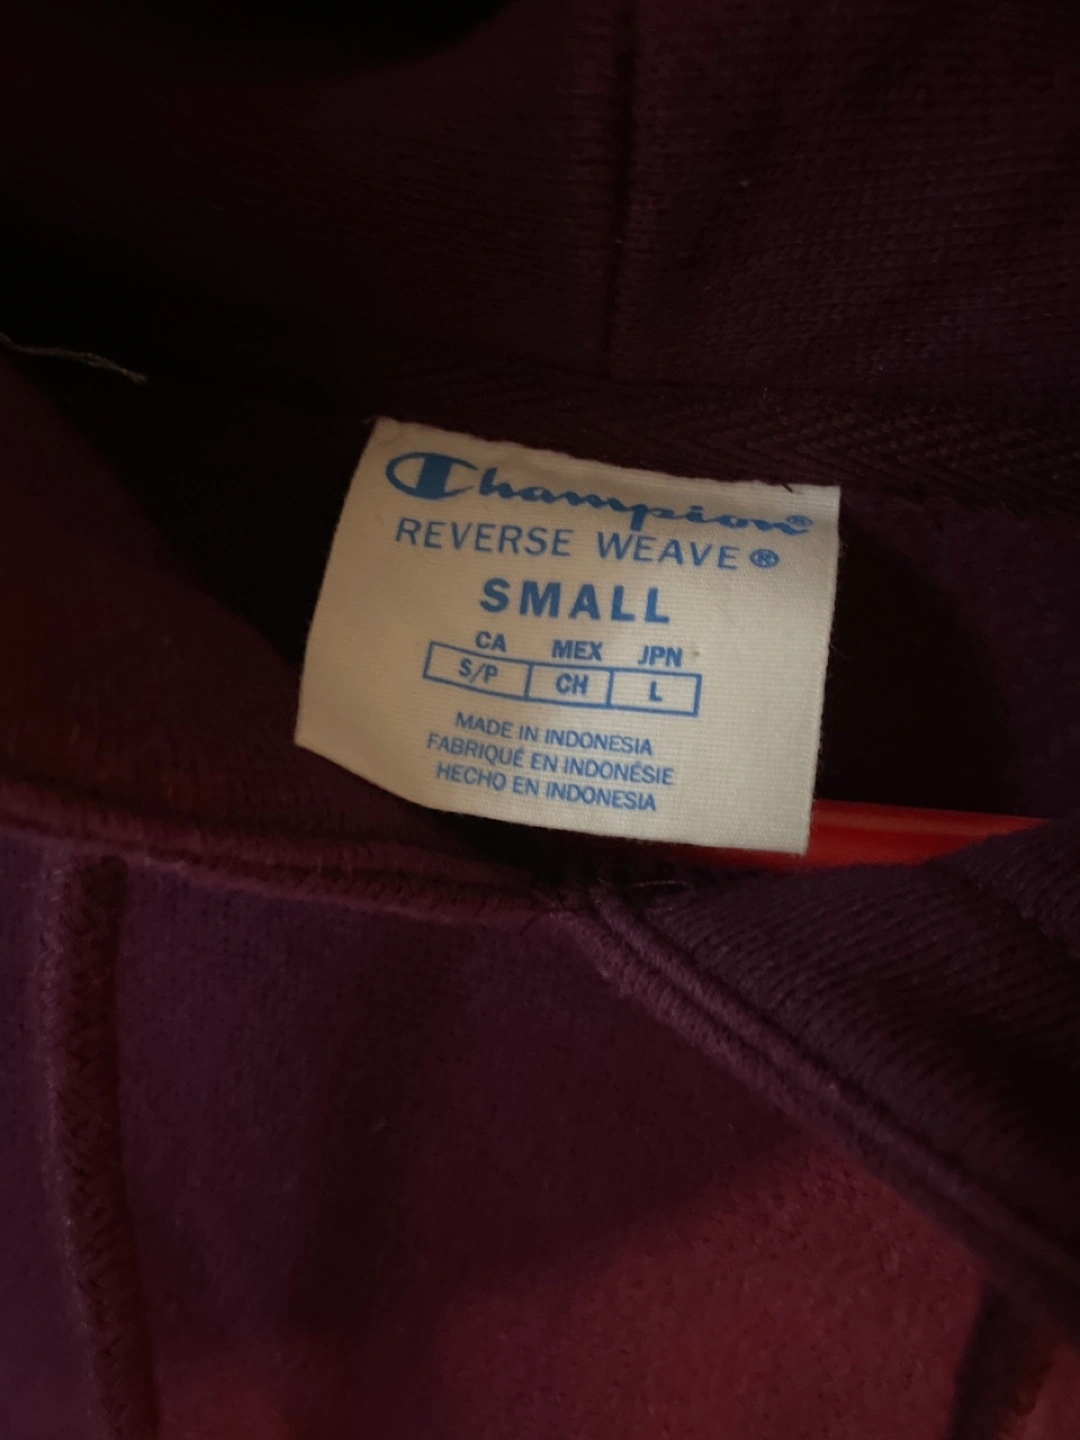 Champion®
REVERSE WEAVE®
SMALL
CA MEX JPN
S/P CH L
MADE IN INDONESIA
FABRIQUÉ EN INDONÉSIE
HECHO EN INDONESIA